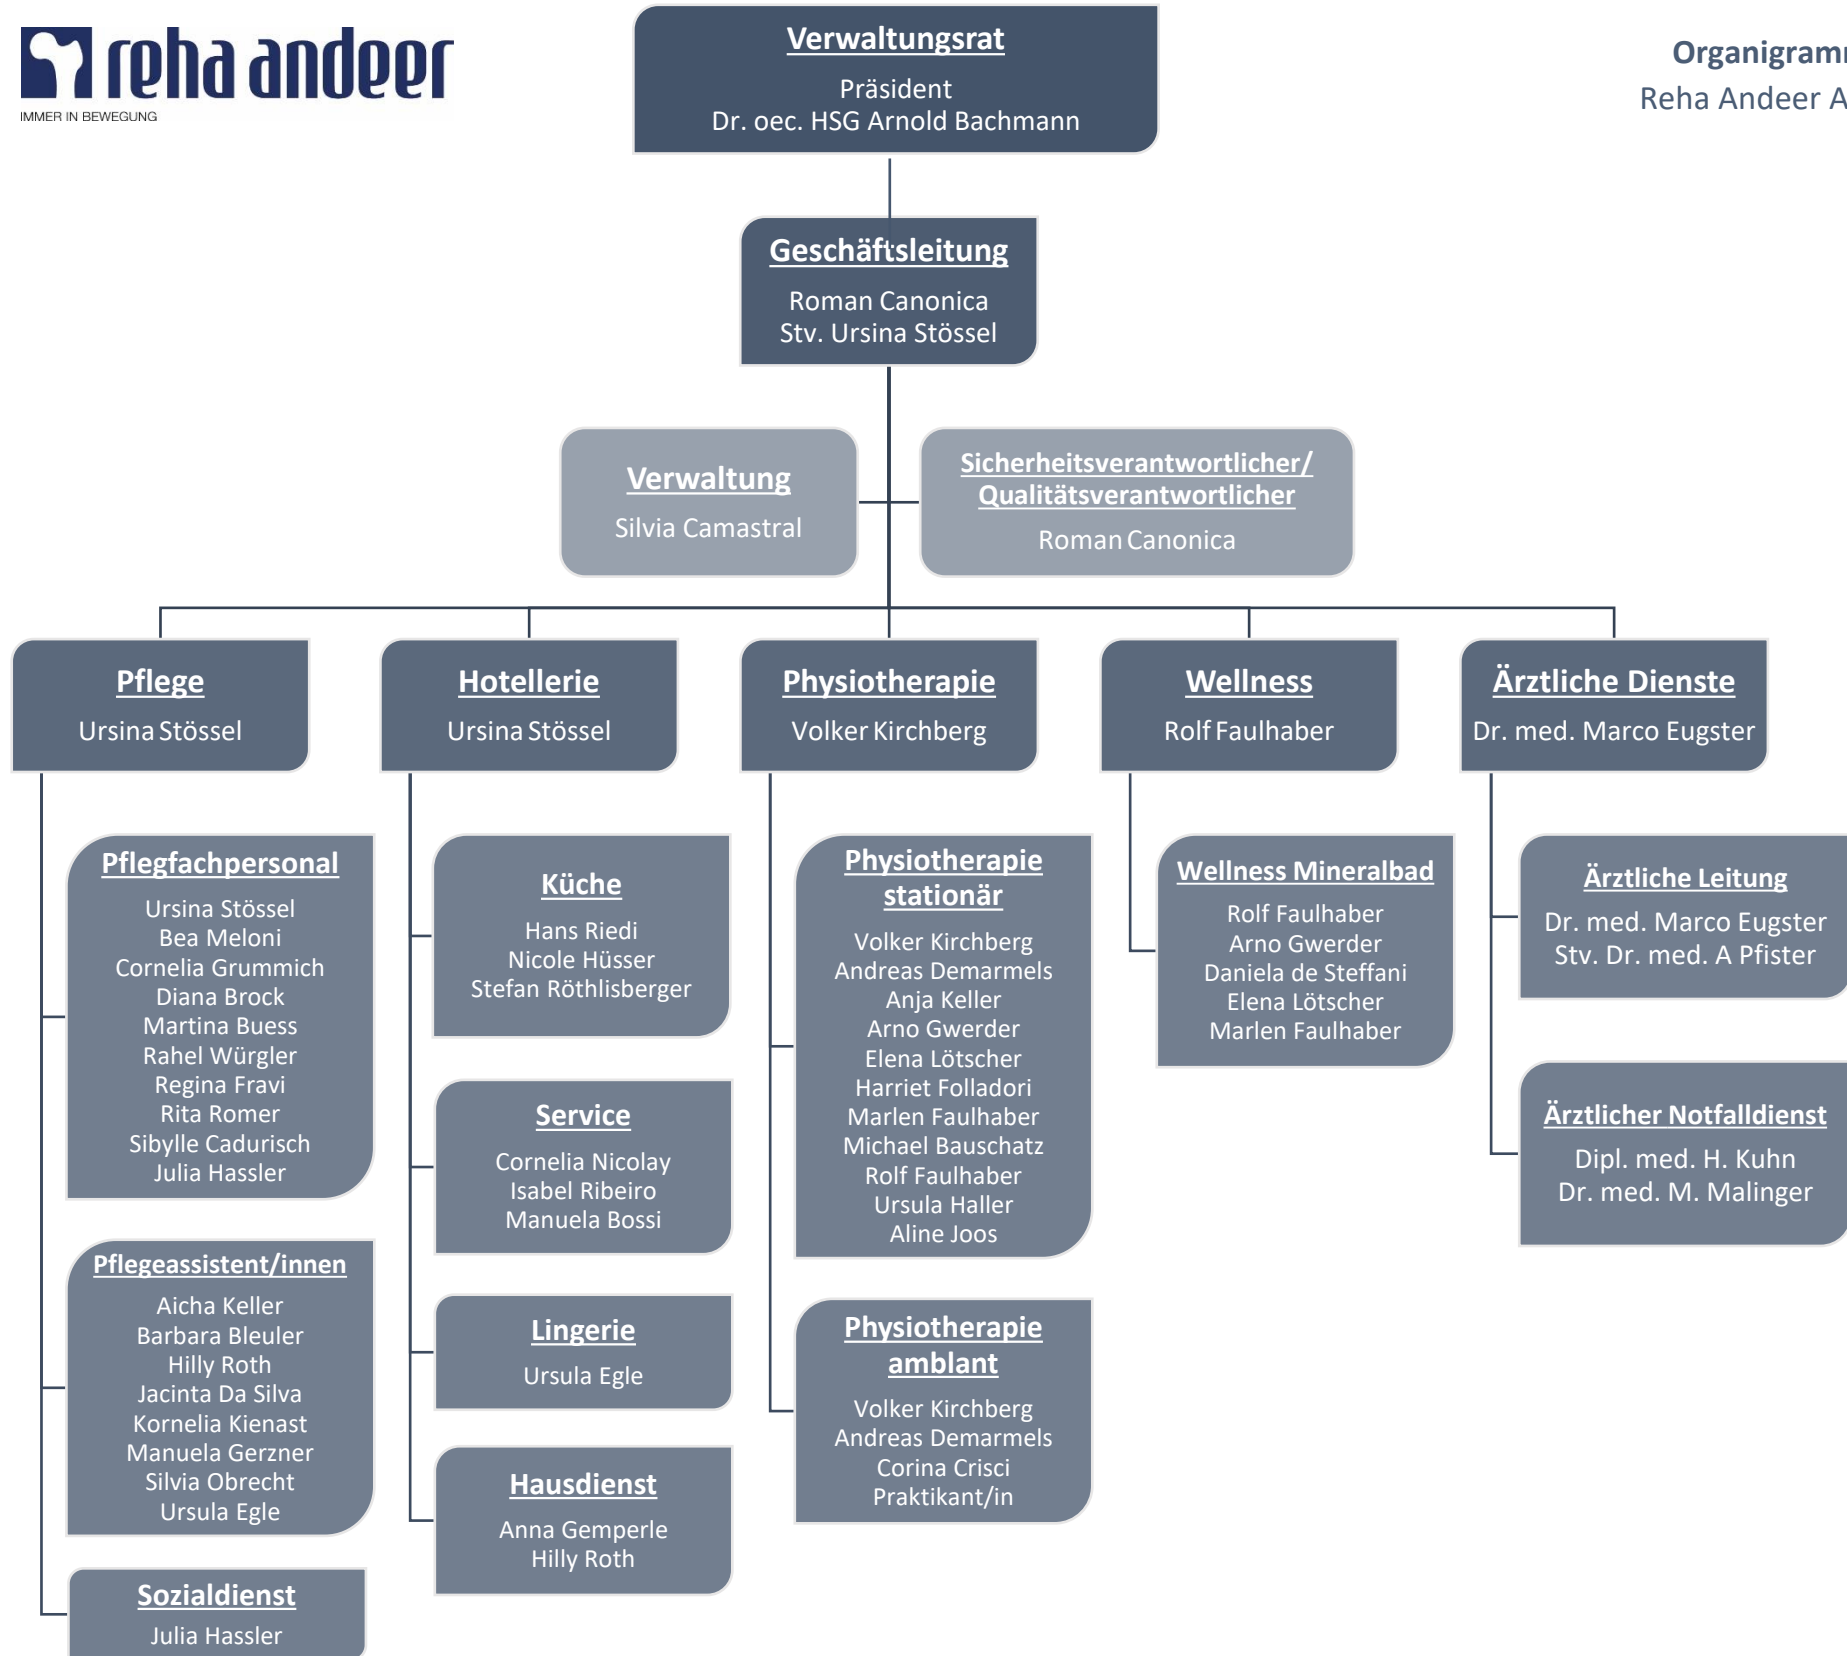 reha andeer
IMMER IN BEWEGUNG
Verwaltungsrat
Präsident
Dr. oec. HSG Arnold Bachmann
Reha Andeer
Geschäftsleitung
Roman Canonica
Stv. Ursina Stössel
Verwaltung
Silvia Camastral
Sicherheitsverantwortlicher/
Qualitätsverantwortlicher
Roman Canonica
Pflege
Ursina Stössel
Hotellerie
Ursina Stössel
Physiotherapie
Volker Kirchberg
Wellness
Rolf Faulhaber
Ärztliche Dienste
Dr. med. Marco Eugster
Pflegfachpersonal
Ursina Stössel
Bea Meloni
Cornelia Grummich
Diana Brock
Martina Buess
Rahel Würgler
Regina Fravi
Rita Romer
Sibylle Cadurisch
Julia Hassler
Pflegeassistent/innen
Aicha Keller
Barbara Bleuler
Hilly Roth
Jacinta Da Silva
Kornelia Kienast
Manuela Gerzner
Silvia Obrecht
Ursula Egle
Sozialdienst
Julia Hassler
Küche
Hans Riedi
Nicole Hüsser
Stefan Röthlisberger
Service
Cornelia Nicolay
Isabel Ribeiro
Manuela Bossi
Lingerie
Ursula Egle
Hausdienst
Anna Gemperle
Hilly Roth
Physiotherapie
stationär
Volker Kirchberg
Andreas Demarmels
Anja Keller
Arno Gwerder
Elena Lötscher
Harriet Folladori
Marlen Faulhaber
Michael Bauschatz
Rolf Faulhaber
Ursula Haller
Aline Joos
Physiotherapie
amblant
Volker Kirchberg
Andreas Demarmels
Corina Crisci
Praktikant/in
Wellness Mineralbad
Rolf Faulhaber
Arno Gwerder
Daniela de Steffani
Elena Lötscher
Marlen Faulhaber
Ärztliche Leitung
Dr. med. Marco Eugster
Stv. Dr. med. A Pfister
Ärztlicher Notfalldienst
Dipl. med. H. Kuhn
Dr. med. M. Malinger